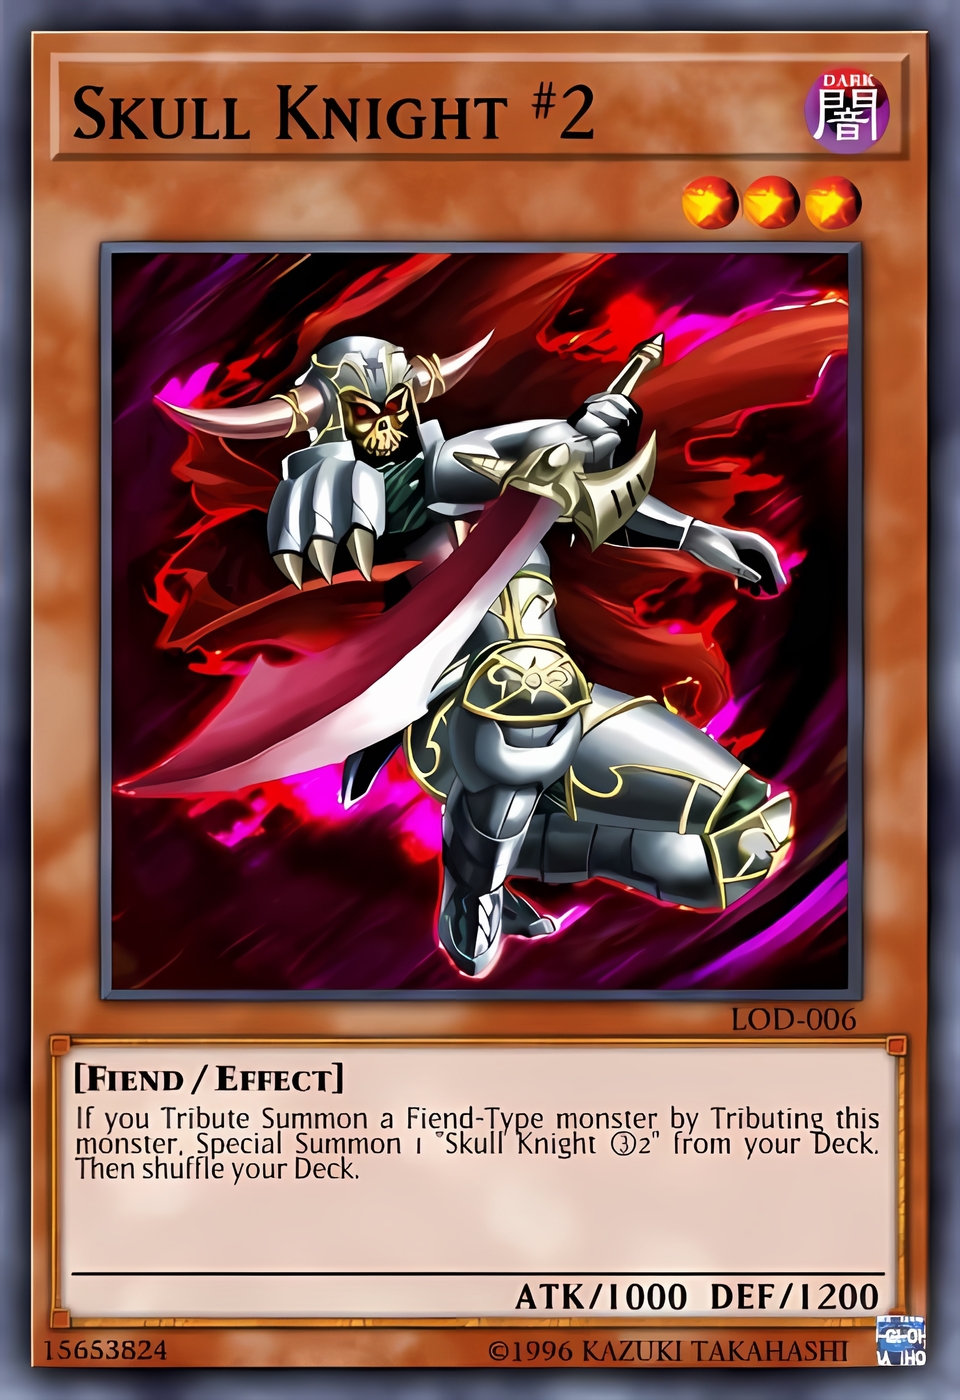 SKULL KNIGHT #2
DARK
闇
LOD-006
[FIEND / EFFECT]
If you Tribute Summon a Fiend-Type monster by Tributing this
monster, Special Summon 1 "Skull Knight ③2" from your Deck.
Then shuffle your Deck.
ATK/1000 DEF/1200
15653824
©1996 KAZUKI TAKAHASHI